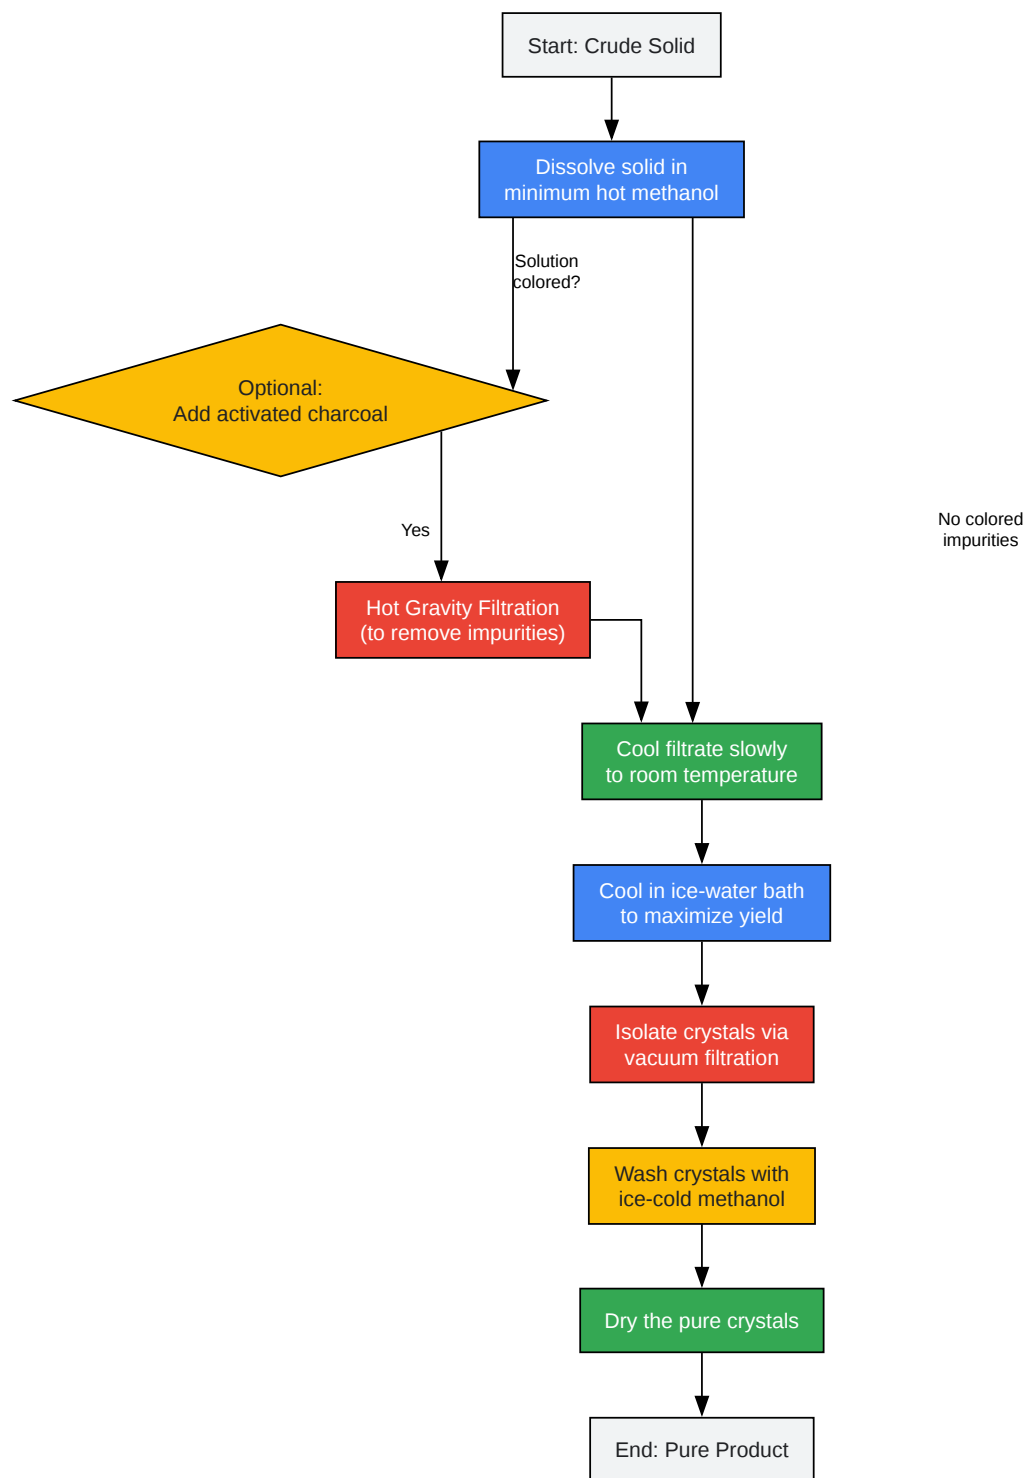 Start: Crude Solid
Dissolve solid in
minimum hot methanol
Solution
colored?
Optional:
Add activated charcoal
Yes
No colored
impurities
Hot Gravity Filtration
(to remove impurities)
Cool filtrate slowly
to room temperature
Cool in ice-water bath
to maximize yield
Isolate crystals via
vacuum filtration
Wash crystals with
ice-cold methanol
Dry the pure crystals
End: Pure Product